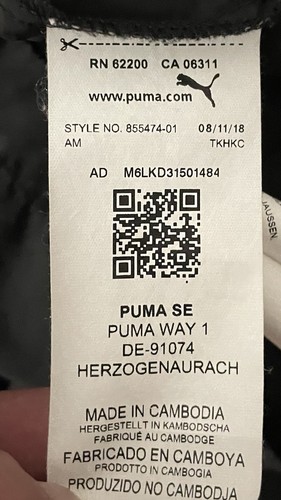 RN 62200 CA 06311
www.puma.com
STYLE NO. 855474-01 08/11/18
AM TKHKC
AD M6LKD31501484
PUMA SE
PUMA WAY 1
DE-91074
HERZOGENAURACH
MADE IN CAMBODIA
HERGESTELLT IN KAMBODSCHA
FABRIQUÉ AU CAMBODGE
FABRICADO EN CAMBOYA
PRODOTTO IN CAMBOGIA
PRODUZIDO NO CAMBODJA